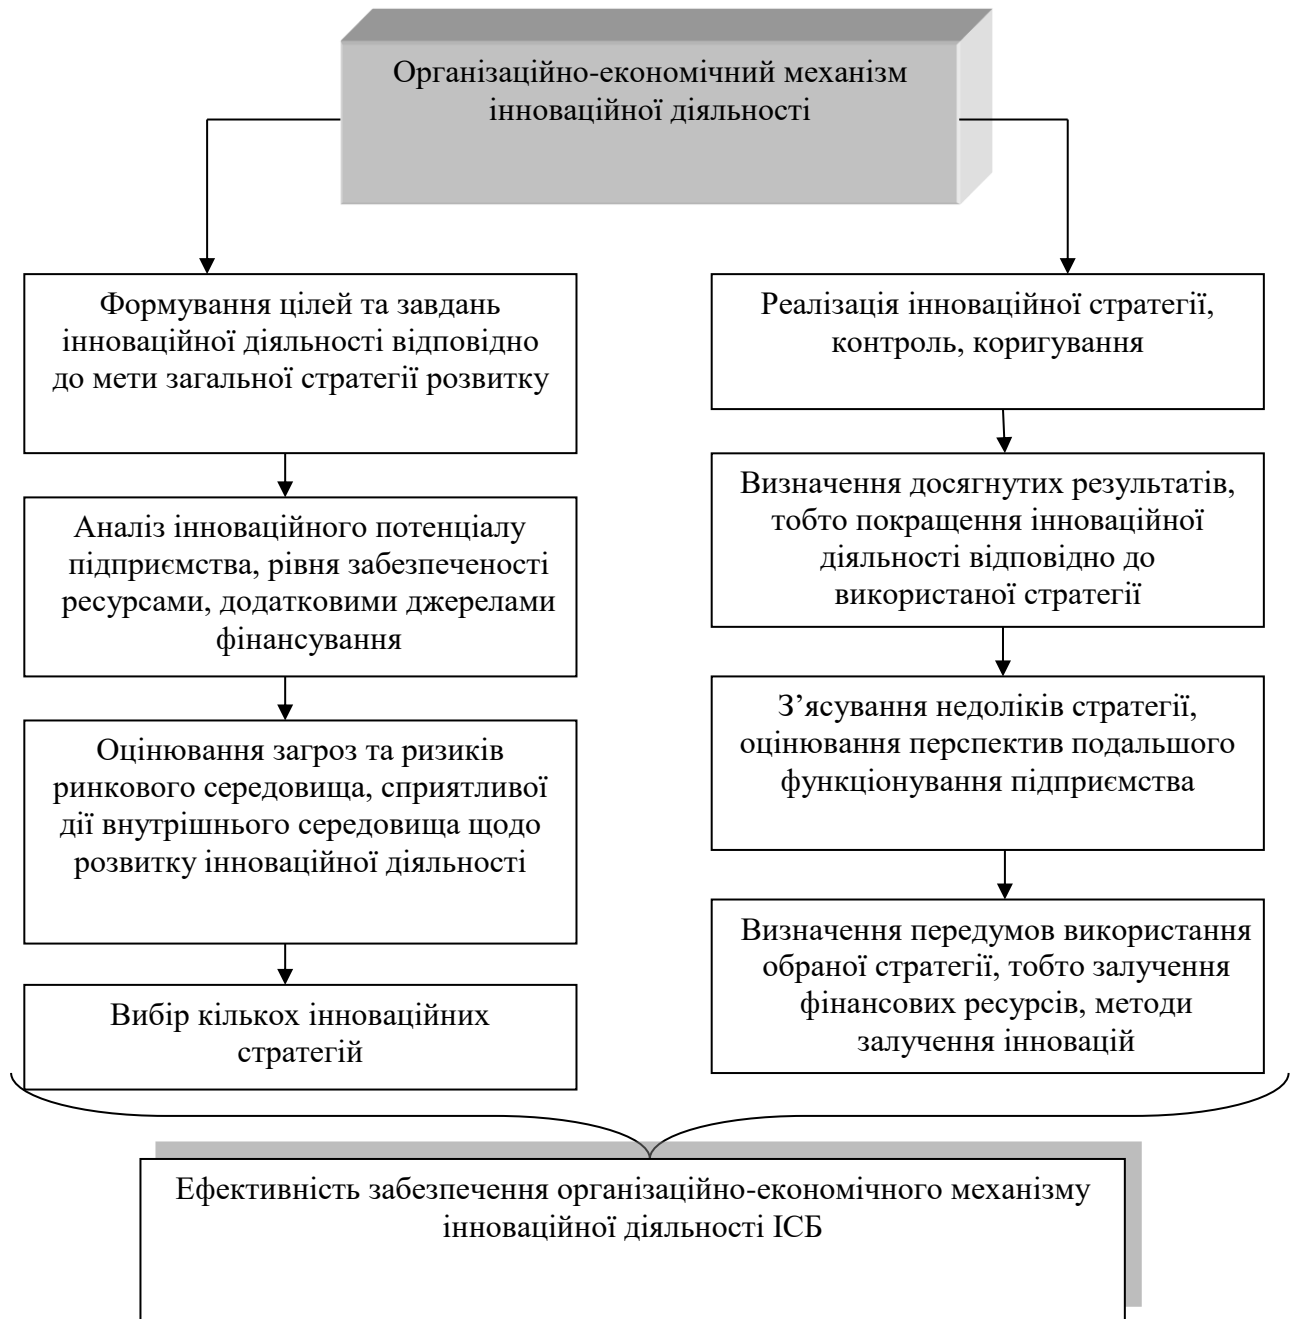 Організаційно-економічний механізм
інноваційної діяльності
Формування цілей та завдань
інноваційної діяльності відповідно
до мети загальної стратегії розвитку
Аналіз інноваційного потенціалу
підприємства, рівня забезпеченості
ресурсами, додатковими джерелами
фінансування
Оцінювання загроз та ризиків
ринкового середовища, сприятливої
дії внутрішнього середовища щодо
розвитку інноваційної діяльності
Вибір кількох інноваційних
стратегій
Реалізація інноваційної стратегії,
контроль, коригування
Визначення досягнутих результатів,
тобто покращення інноваційної
діяльності відповідно до
використаної стратегії
З’ясування недоліків стратегії,
оцінювання перспектив подальшого
функціонування підприємства
Визначення передумов використання
обраної стратегії, тобто залучення
фінансових ресурсів, методи
залучення інновацій
Ефективність забезпечення організаційно-економічного механізму
інноваційної діяльності ІСБ